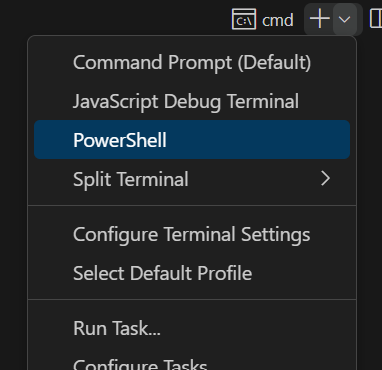 cmd
Command Prompt (Default)
JavaScript Debug Terminal
PowerShell
Split Terminal
Configure Terminal Settings
Select Default Profile
Run Task...
Configure Tasks